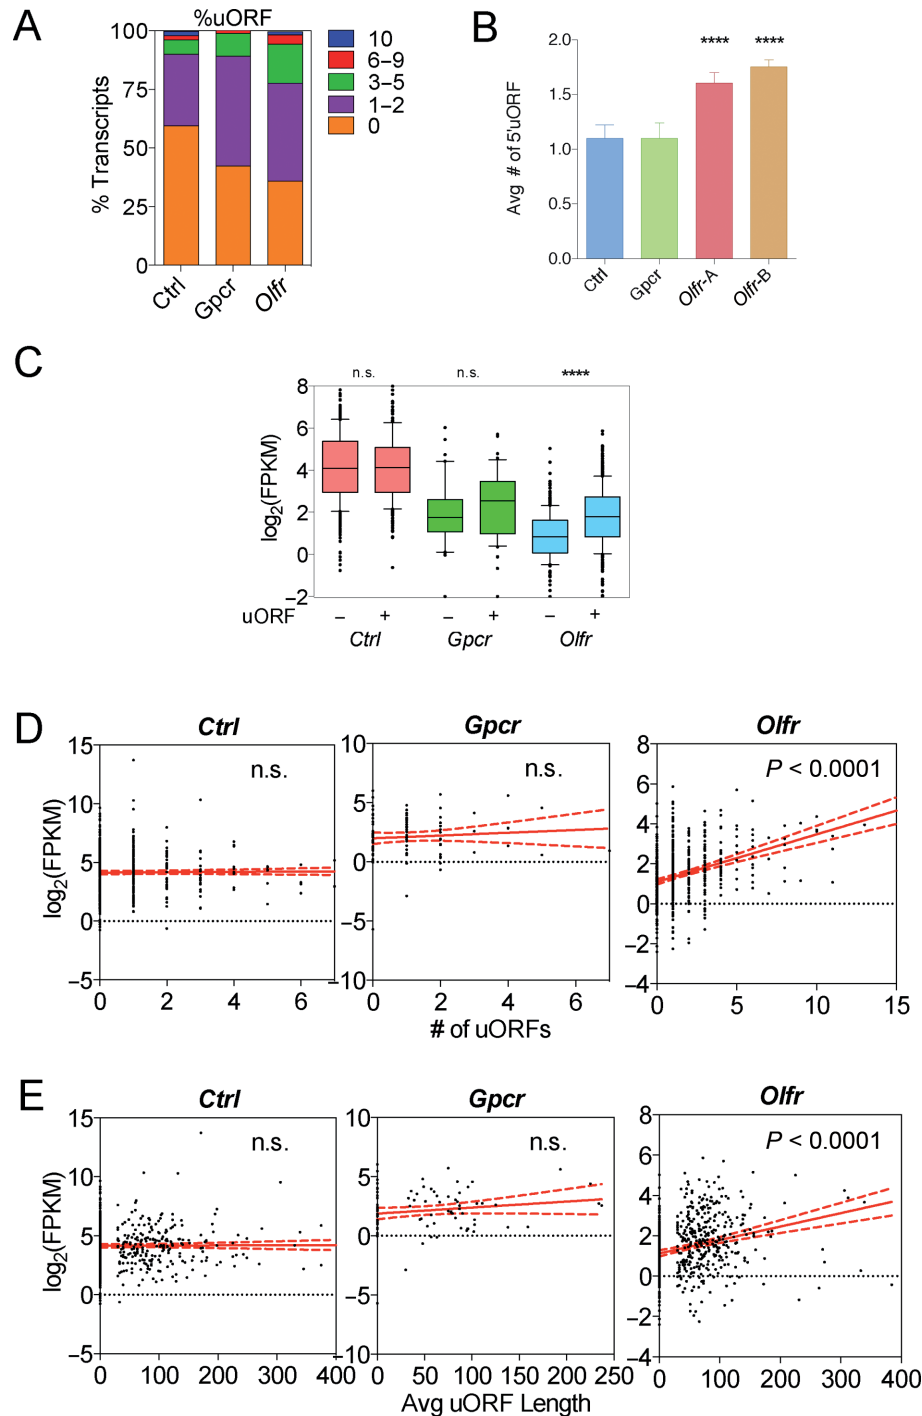 A
%uORF
100
75
50
25
0
% Transcripts
Ctrl
Gpcr
Olfr
10
6-9
3-5
1-2
0
B
2.0
1.5
1.0
0.5
0.0
Avg # of 5'uORF
****
****
Ctrl
Gpcr
Olfr-A
Olfr-B
C
n.s.
n.s.
****
8
6
4
2
0
−2
log2(FPKM)
uORF
− + − + − +
Ctrl Gpcr Olfr
D
Ctrl
n.s.
15
10
5
0
−5
log2(FPKM)
0 2 4 6
Gpcr
n.s.
10
5
0
−5
−10
0 2 4 6
# of uORFs
Olfr
P < 0.0001
8
6
4
2
0
−2
−4
0 5 10 15
E
Ctrl
n.s.
15
10
5
0
−5
log2(FPKM)
0 100 200 300 400
Gpcr
n.s.
10
5
0
−5
−10
0 50 100 150 200 250
Avg uORF Length
Olfr
P < 0.0001
8
6
4
2
0
−2
−4
0 100 200 300 400